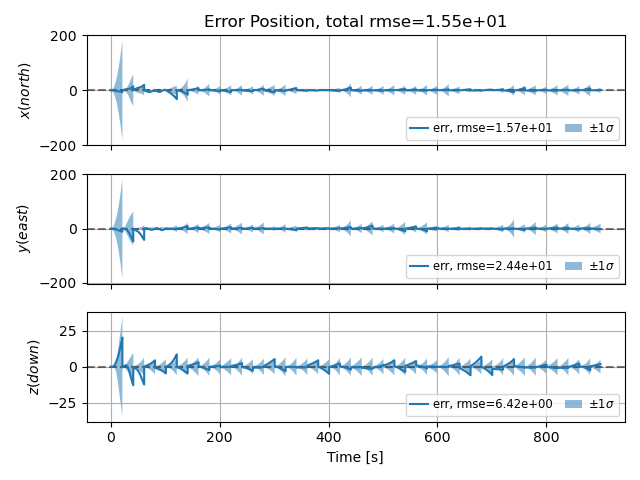 Error Position, total rmse=1.55e+01
200
0
−200
x(north)
err, rmse=1.57e+01
±1σ
200
0
−200
y(east)
err, rmse=2.44e+01
±1σ
25
0
−25
z(down)
err, rmse=6.42e+00
±1σ
0 200 400 600 800
Time [s]